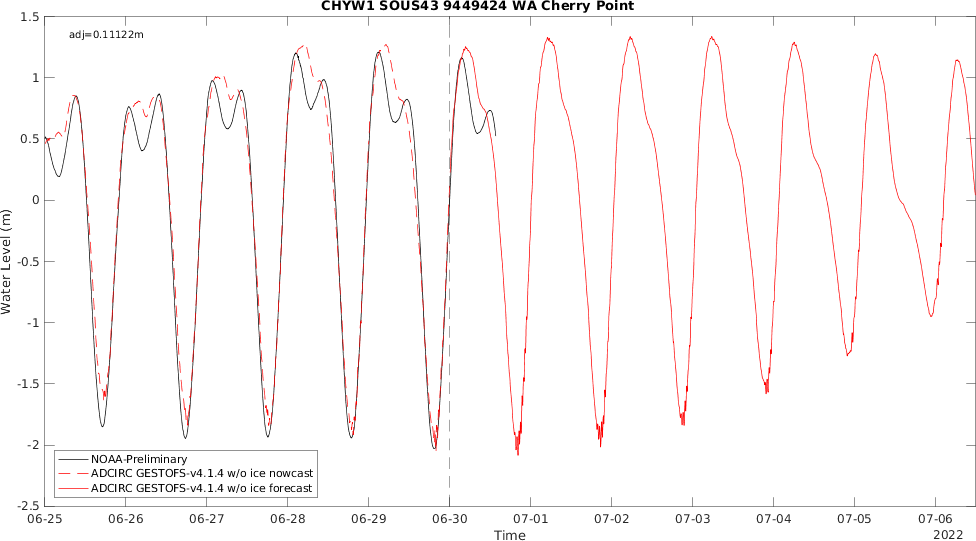 CHYW1 SOUS43 9449424 WA Cherry Point
adj=0.11122m
1.5
1
0.5
0
-0.5
-1
-1.5
-2
-2.5
Water Level (m)
NOAA-Preliminary
ADCIRC GESTOFS-v4.1.4 w/o ice nowcast
ADCIRC GESTOFS-v4.1.4 w/o ice forecast
06-25 06-26 06-27 06-28 06-29 06-30 07-01 07-02 07-03 07-04 07-05 07-06
Time
2022